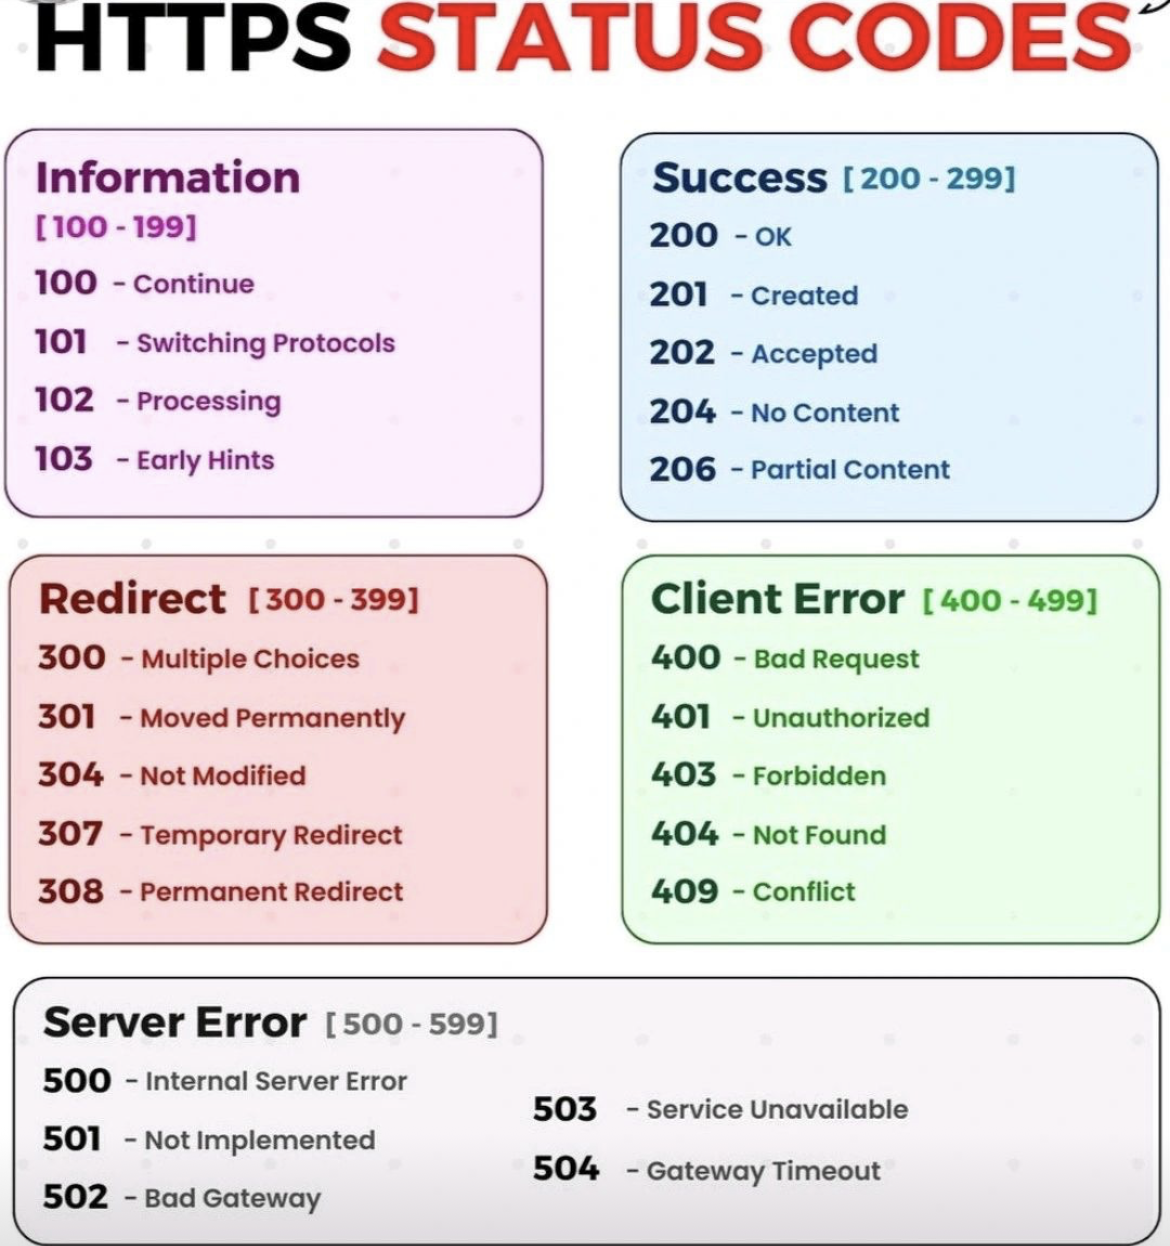 HTTPS STATUS CODES
Information
[100 - 199]
100 - Continue
101 - Switching Protocols
102 - Processing
103 - Early Hints
Success [200 - 299]
200 - OK
201 - Created
202 - Accepted
204 - No Content
206 - Partial Content
Redirect [300 - 399]
300 - Multiple Choices
301 - Moved Permanently
304 - Not Modified
307 - Temporary Redirect
308 - Permanent Redirect
Client Error [400 - 499]
400 - Bad Request
401 - Unauthorized
403 - Forbidden
404 - Not Found
409 - Conflict
Server Error [500 - 599]
500 - Internal Server Error
501 - Not Implemented
502 - Bad Gateway
503 - Service Unavailable
504 - Gateway Timeout